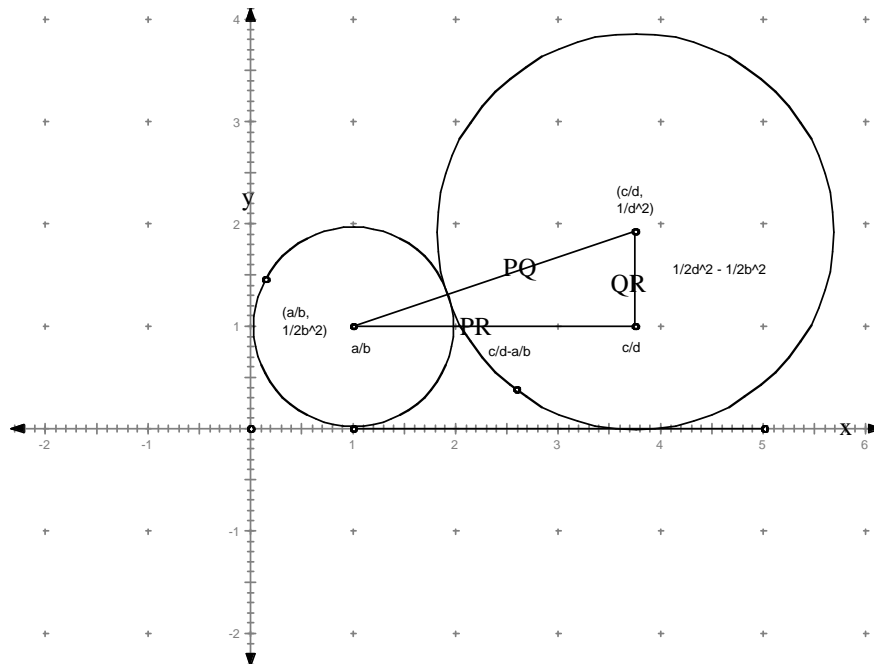 4
3
y
(c/d,
1/d^2)
2
PQ
1/2d^2 - 1/2b^2
QR
(a/b,
1/2b^2)
1
PR
a/b
c/d-a/b
c/d
x
-2
-1
1
2
3
4
5
6
-1
-2